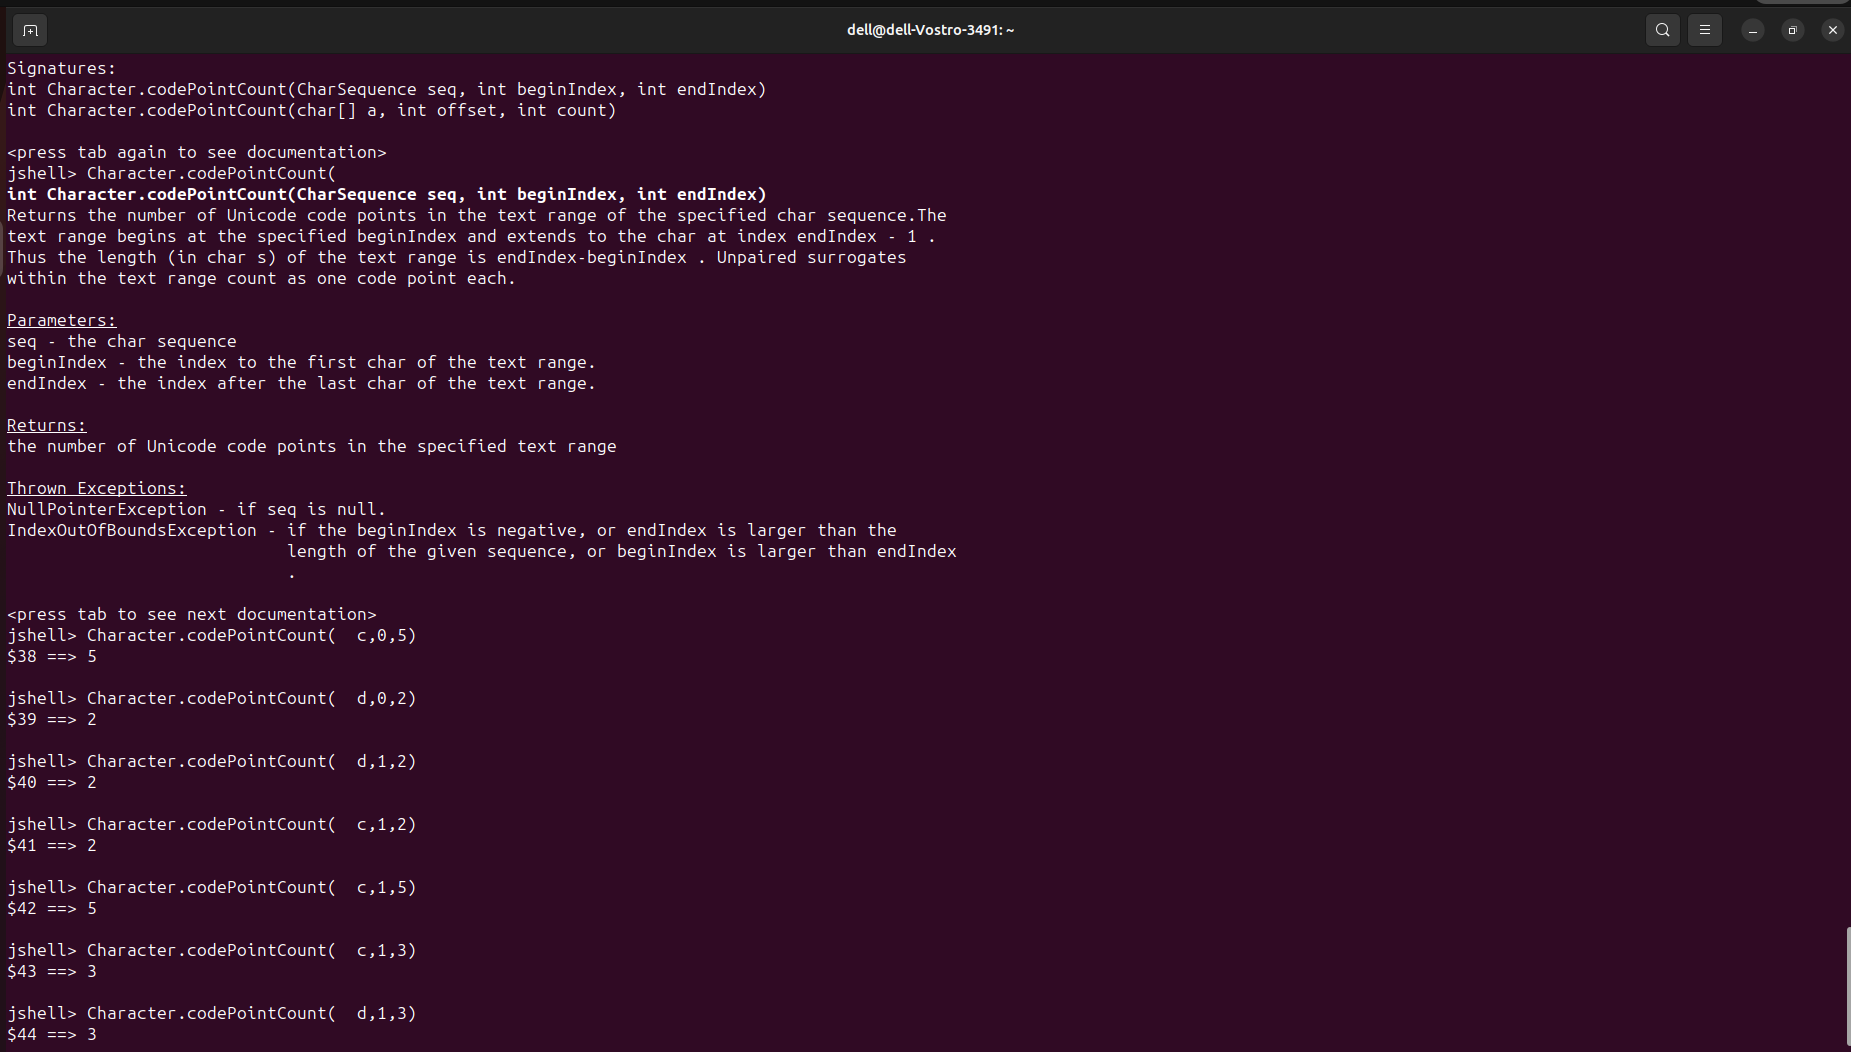 dell@dell-Vostro-3491: ~
Signatures:
int Character.codePointCount(CharSequence seq, int beginIndex, int endIndex)
int Character.codePointCount(char[] a, int offset, int count)
<press tab again to see documentation>
jshell> Character.codePointCount(
int Character.codePointCount(CharSequence seq, int beginIndex, int endIndex)
Returns the number of Unicode code points in the text range of the specified char sequence.The
text range begins at the specified beginIndex and extends to the char at index endIndex - 1 .
Thus the length (in char s) of the text range is endIndex-beginIndex . Unpaired surrogates
within the text range count as one code point each.
Parameters:
seq - the char sequence
beginIndex - the index to the first char of the text range.
endIndex - the index after the last char of the text range.
Returns:
the number of Unicode code points in the specified text range
Thrown Exceptions:
NullPointerException - if seq is null.
IndexOutOfBoundsException - if the beginIndex is negative, or endIndex is larger than the
length of the given sequence, or beginIndex is larger than endIndex
.
<press tab to see next documentation>
jshell> Character.codePointCount(  c,0,5)
$38 ==> 5
jshell> Character.codePointCount(  d,0,2)
$39 ==> 2
jshell> Character.codePointCount(  d,1,2)
$40 ==> 2
jshell> Character.codePointCount(  c,1,2)
$41 ==> 2
jshell> Character.codePointCount(  c,1,5)
$42 ==> 5
jshell> Character.codePointCount(  c,1,3)
$43 ==> 3
jshell> Character.codePointCount(  d,1,3)
$44 ==> 3